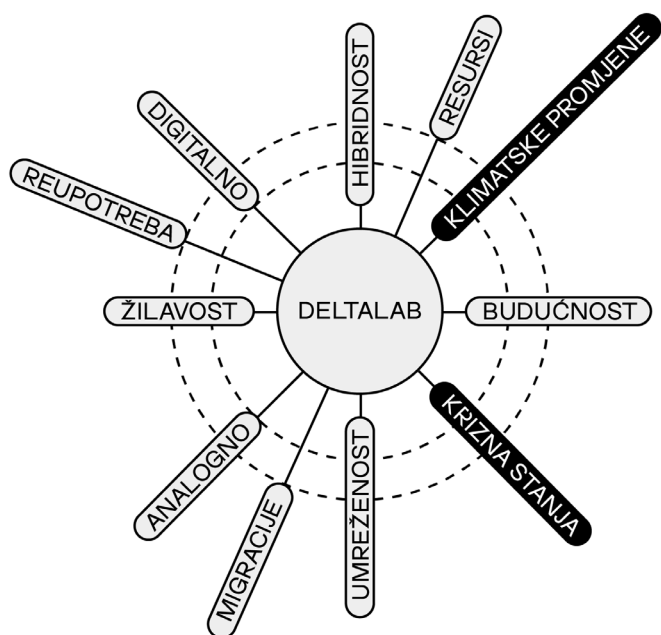 HIBRIDNOST
RESURSI
KLIMATSKE PROMJENE
DIGITALNO
REUPOTREBA
ŽILAVOST
DELTALAB
BUDUĆNOST
ANALOGNO
MIGRACIJE
UMREŽENOST
KRIZNA STANJA